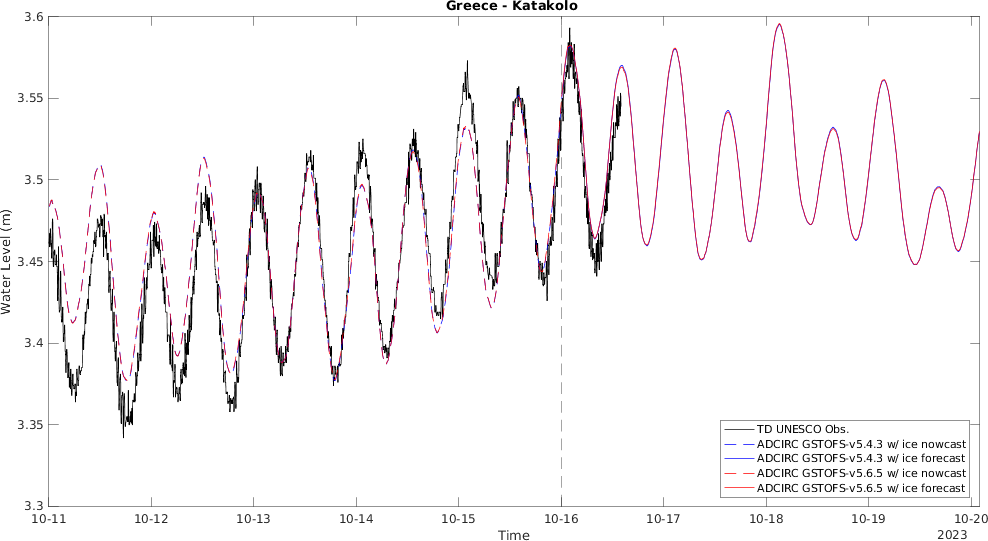 Greece - Katakolo
3.6
3.55
3.5
3.45
3.4
3.35
3.3
Water Level (m)
10-11 10-12 10-13 10-14 10-15 10-16 10-17 10-18 10-19 10-20
Time
2023
TD UNESCO Obs.
ADCIRC GSTOFS-v5.4.3 w/ ice nowcast
ADCIRC GSTOFS-v5.4.3 w/ ice forecast
ADCIRC GSTOFS-v5.6.5 w/ ice nowcast
ADCIRC GSTOFS-v5.6.5 w/ ice forecast